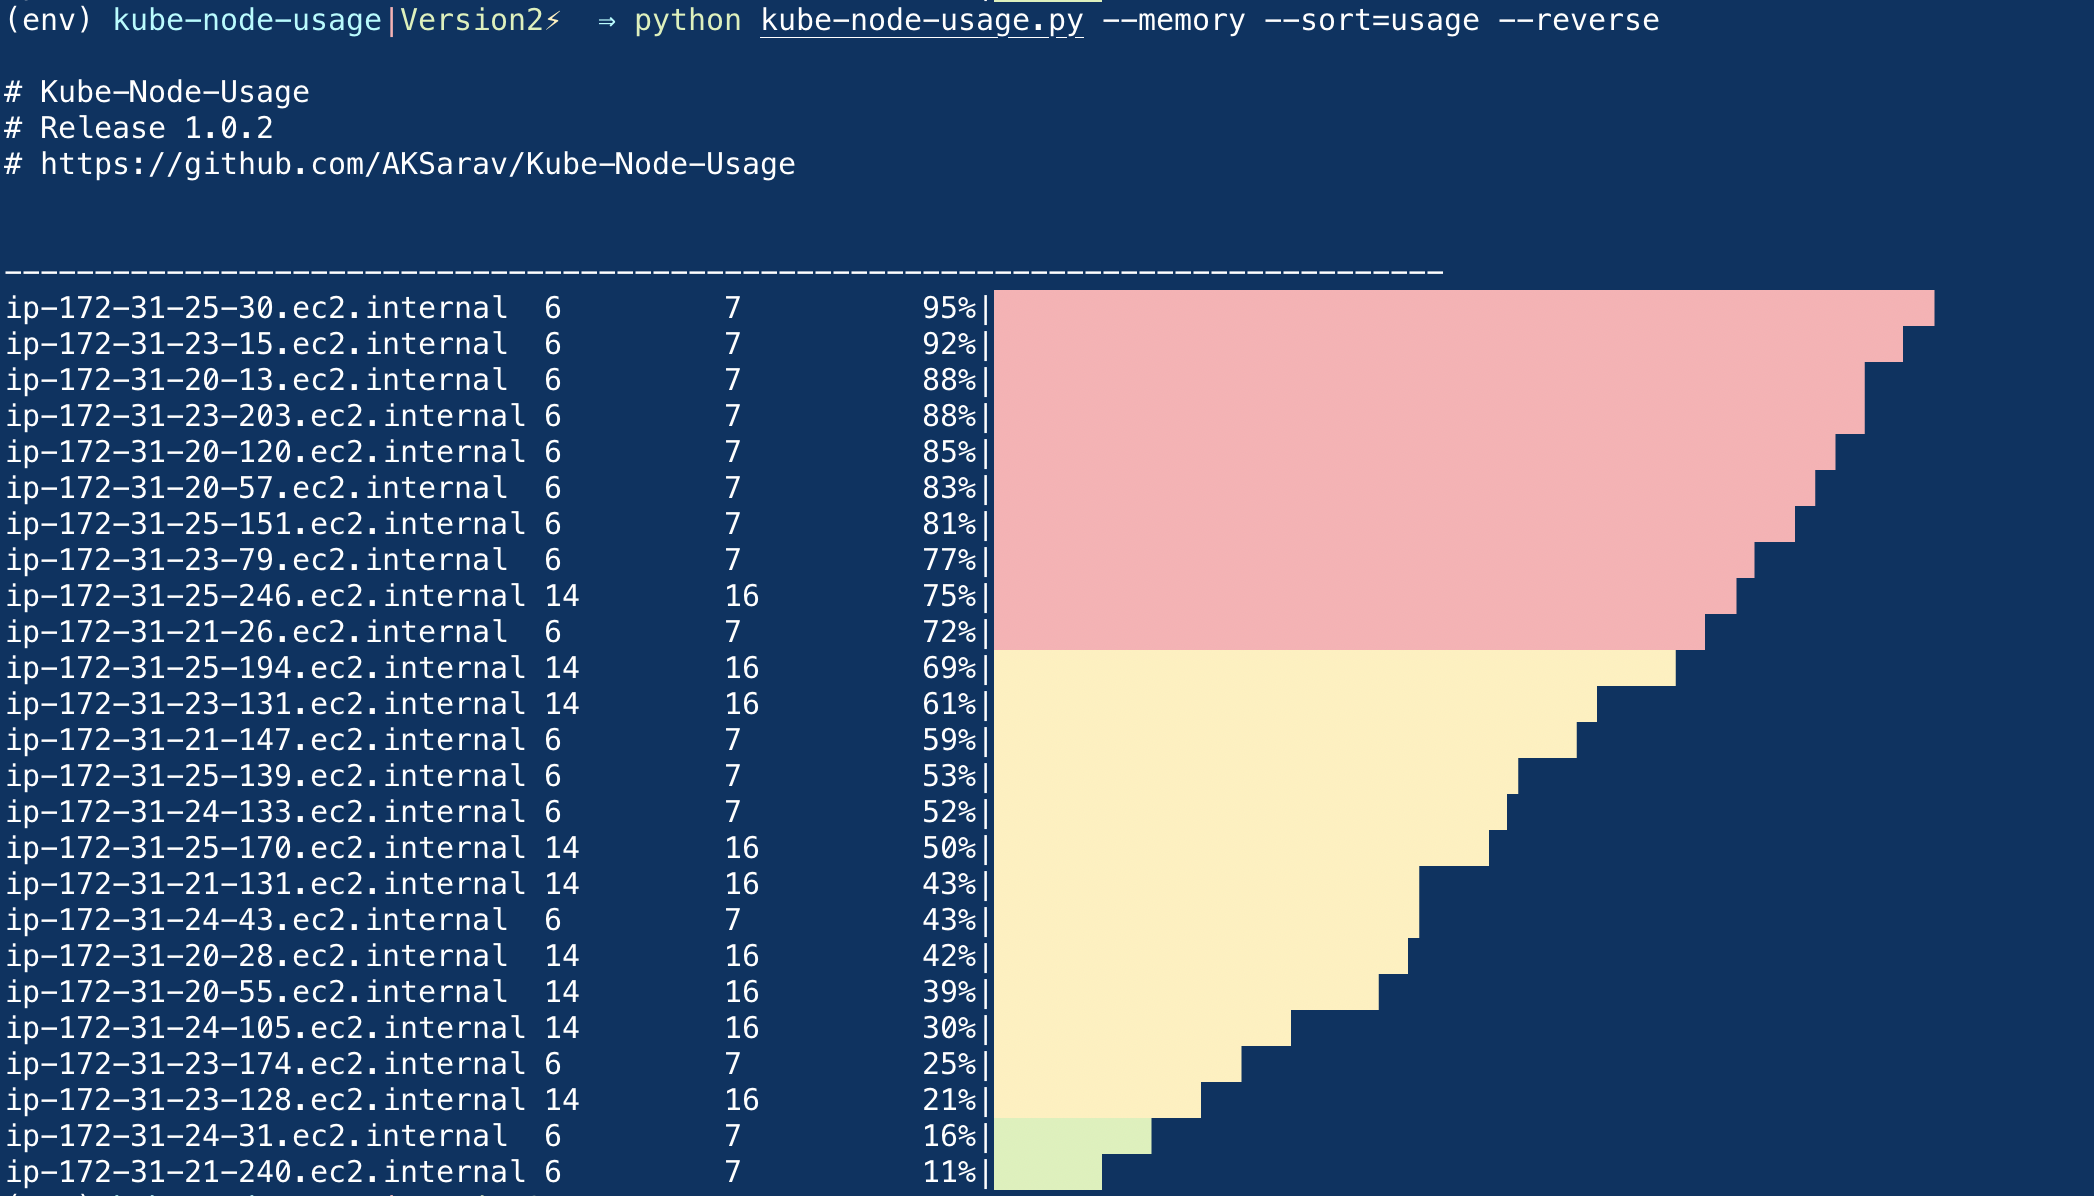 (env) kube-node-usage|Version2⚡ ⇒ python kube-node-usage.py --memory --sort=usage --reverse
# Kube-Node-Usage
# Release 1.0.2
# https://github.com/AKSarav/Kube-Node-Usage
--------------------------------------------------------------------------------
ip-172-31-25-30.ec2.internal  6         7          95%|
ip-172-31-23-15.ec2.internal  6         7          92%|
ip-172-31-20-13.ec2.internal  6         7          88%|
ip-172-31-23-203.ec2.internal 6         7          88%|
ip-172-31-20-120.ec2.internal 6         7          85%|
ip-172-31-20-57.ec2.internal  6         7          83%|
ip-172-31-25-151.ec2.internal 6         7          81%|
ip-172-31-23-79.ec2.internal  6         7          77%|
ip-172-31-25-246.ec2.internal 14        16         75%|
ip-172-31-21-26.ec2.internal  6         7          72%|
ip-172-31-25-194.ec2.internal 14        16         69%|
ip-172-31-23-131.ec2.internal 14        16         61%|
ip-172-31-21-147.ec2.internal 6         7          59%|
ip-172-31-25-139.ec2.internal 6         7          53%|
ip-172-31-24-133.ec2.internal 6         7          52%|
ip-172-31-25-170.ec2.internal 14        16         50%|
ip-172-31-21-131.ec2.internal 14        16         43%|
ip-172-31-24-43.ec2.internal  6         7          43%|
ip-172-31-20-28.ec2.internal  14        16         42%|
ip-172-31-20-55.ec2.internal  14        16         39%|
ip-172-31-24-105.ec2.internal 14        16         30%|
ip-172-31-23-174.ec2.internal 6         7          25%|
ip-172-31-23-128.ec2.internal 14        16         21%|
ip-172-31-24-31.ec2.internal  6         7          16%|
ip-172-31-21-240.ec2.internal 6         7          11%|